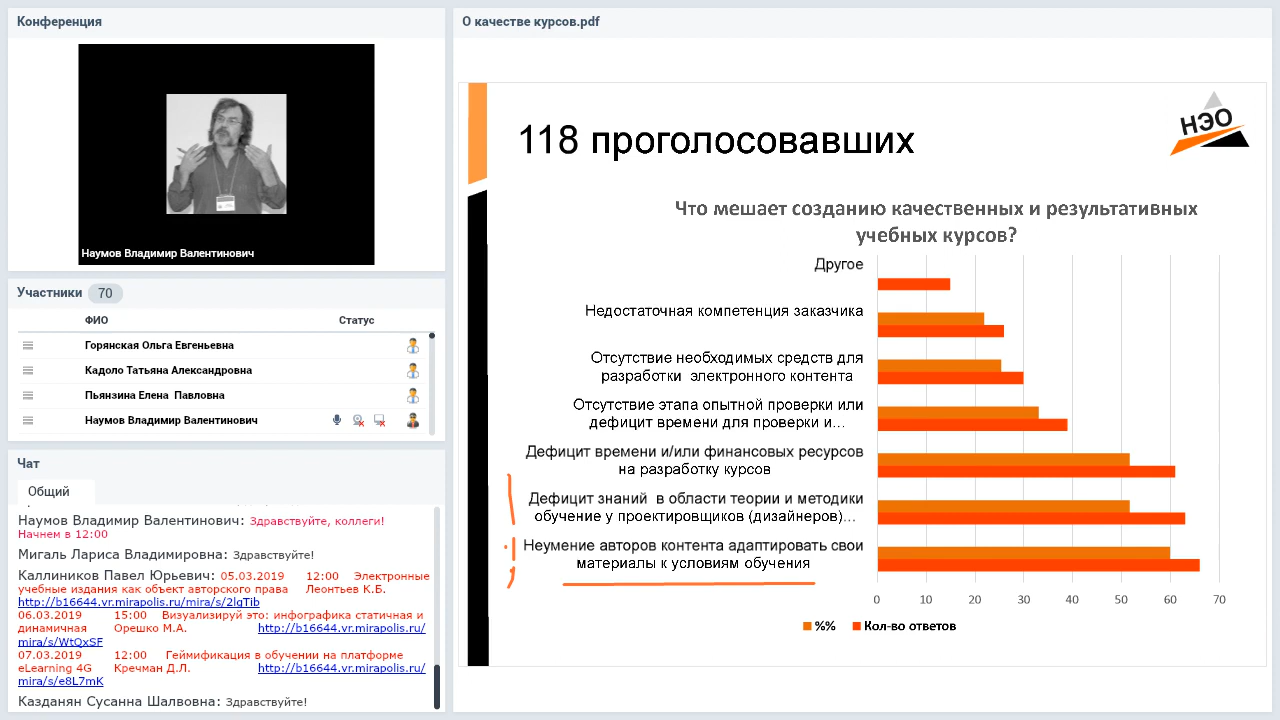 Конференция
Наумов Владимир Валентинович
Участники 70
ФИО Статус
Горянская Ольга Евгеньевна
Кадоло Татьяна Александровна
Пьянзина Елена Павловна
Наумов Владимир Валентинович
Чат
Общий
Наумов Владимир Валентинович: Здравствуйте, коллеги!
Начнем в 12:00
Мигаль Лариса Владимировна: Здравствуйте!
Каллиников Павел Юрьевич: 05.03.2019 12:00 Электронные
учебные издания как объект авторского права Леонтьев К.Б.
http://b16644.vr.mirapolis.ru/mira/s/2lgTib
06.03.2019 15:00 Визуализируй это: инфографика статичная и
динамичная Орешко М.А. http://b16644.vr.mirapolis.ru/
mira/s/WtQxSF
07.03.2019 12:00 Геймификация в обучении на платформе
eLearning 4G Кречман Д.Л. http://b16644.vr.mirapolis.ru/
mira/s/e8L7mK
Казданян Сусанна Шалвовна: Здравствуйте!
О качестве курсов.pdf
НЭО
118 проголосовавших
Что мешает созданию качественных и результативных
учебных курсов?
Другое
Недостаточная компетенция заказчика
Отсутствие необходимых средств для
разработки электронного контента
Отсутствие этапа опытной проверки или
дефицит времени для проверки и...
Дефицит времени и/или финансовых ресурсов
на разработку курсов
Дефицит знаний в области теории и методики
обучение у проектировщиков (дизайнеров)...
Неумение авторов контента адаптировать свои
материалы к условиям обучения
0 10 20 30 40 50 60 70
%% Кол-во ответов